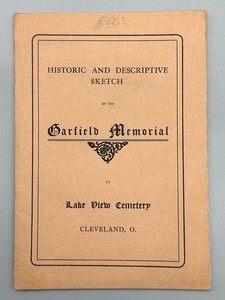 HISTORIC AND DESCRIPTIVE
SKETCH
OF THE
Garfield Memorial
AT
Lake View Cemetery
CLEVELAND, O.